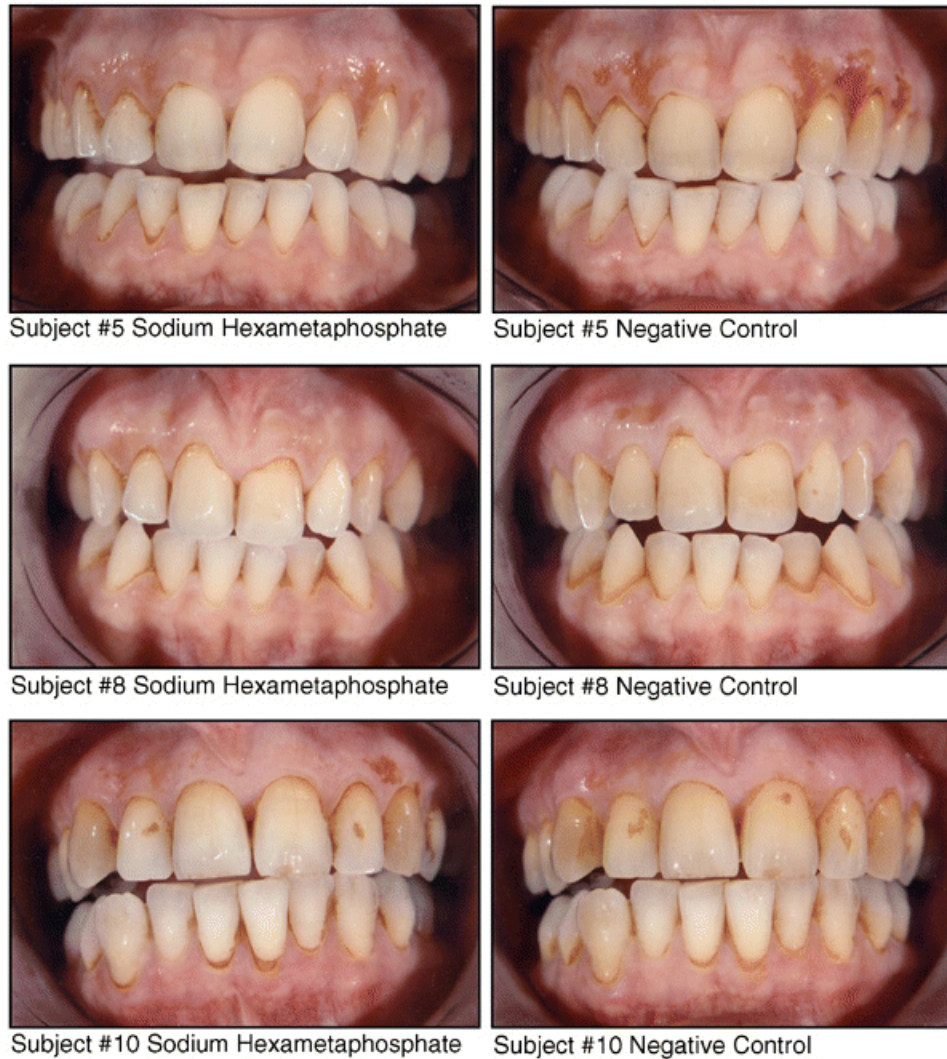 Subject #5 Sodium Hexametaphosphate
Subject #5 Negative Control
Subject #8 Sodium Hexametaphosphate
Subject #8 Negative Control
Subject #10 Sodium Hexametaphosphate
Subject #10 Negative Control